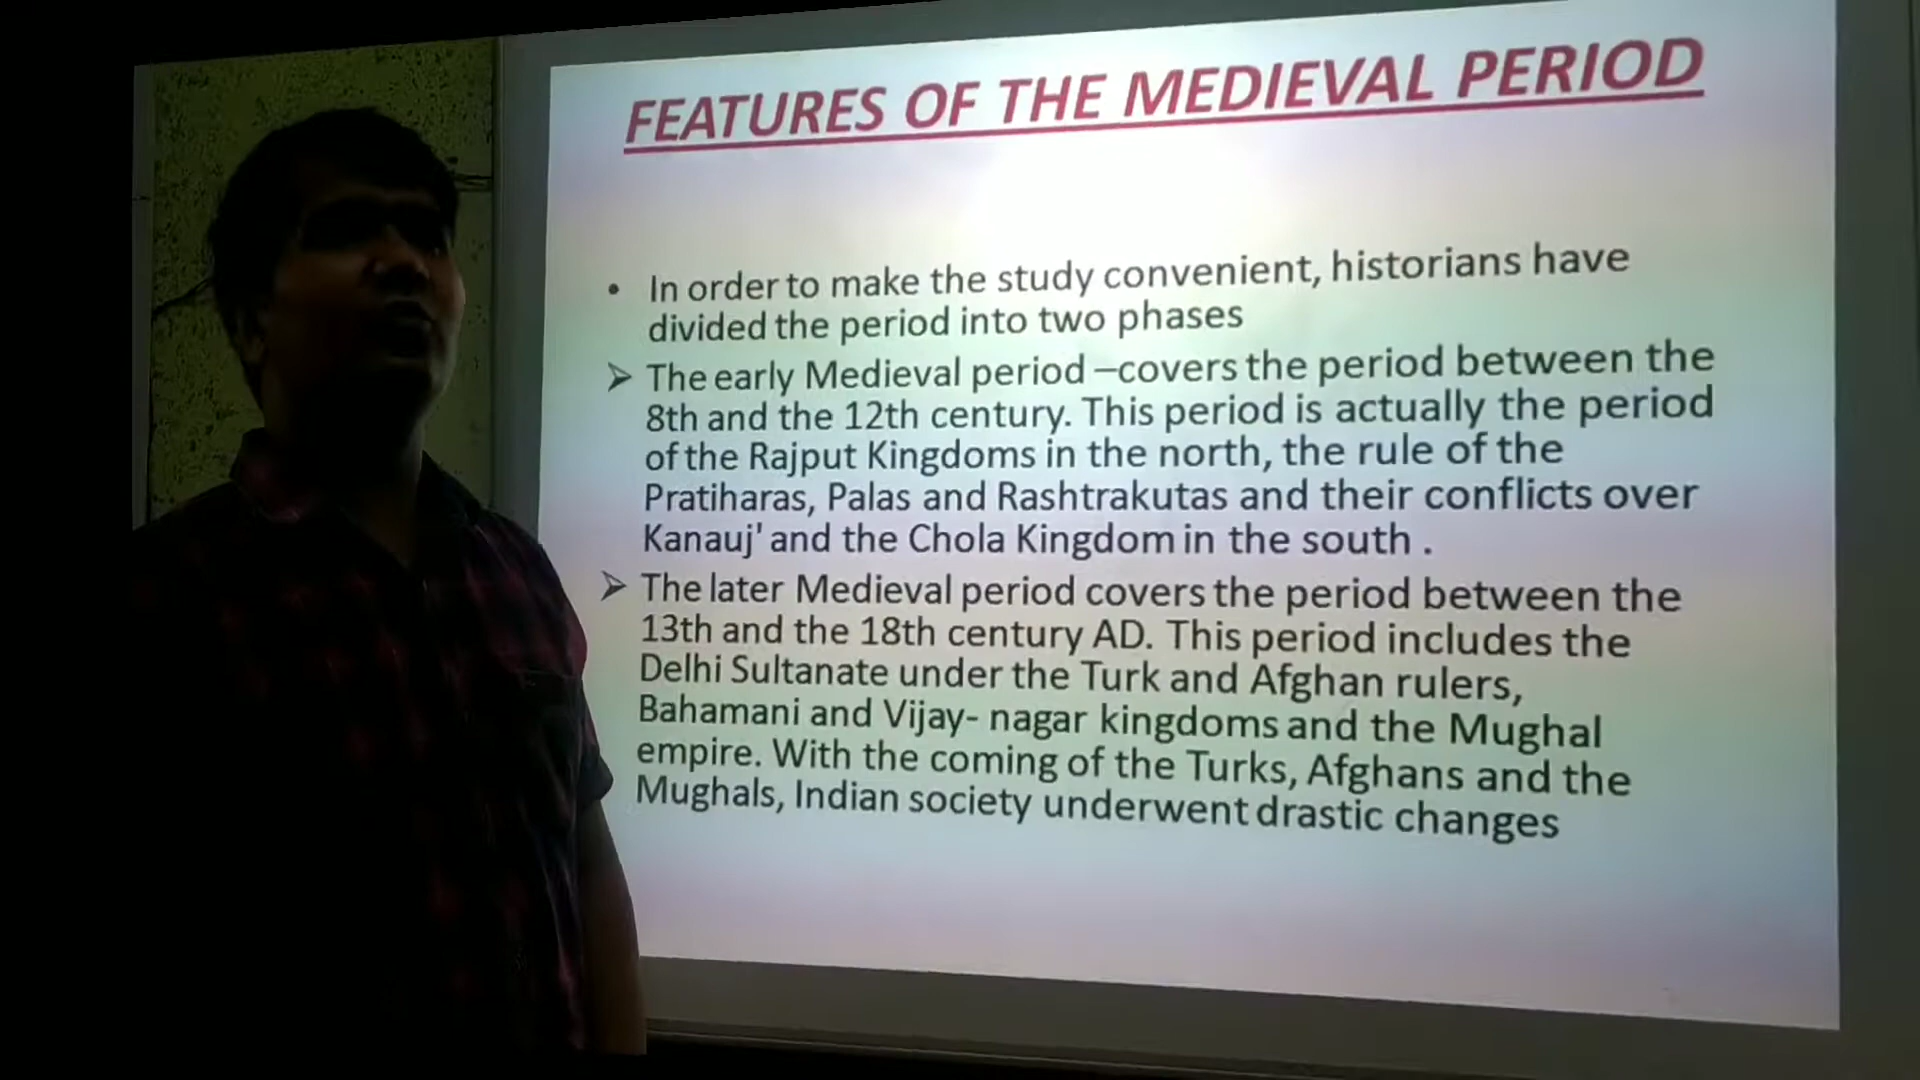 FEATURES OF THE MEDIEVAL PERIOD
• In order to make the study convenient, historians have
divided the period into two phases
➢ The early Medieval period –covers the period between the
8th and the 12th century. This period is actually the period
of the Rajput Kingdoms in the north, the rule of the
Pratiharas, Palas and Rashtrakutas and their conflicts over
Kanauj' and the Chola Kingdom in the south .
➢ The later Medieval period covers the period between the
13th and the 18th century AD. This period includes the
Delhi Sultanate under the Turk and Afghan rulers,
Bahamani and Vijay- nagar kingdoms and the Mughal
empire. With the coming of the Turks, Afghans and the
Mughals, Indian society underwent drastic changes